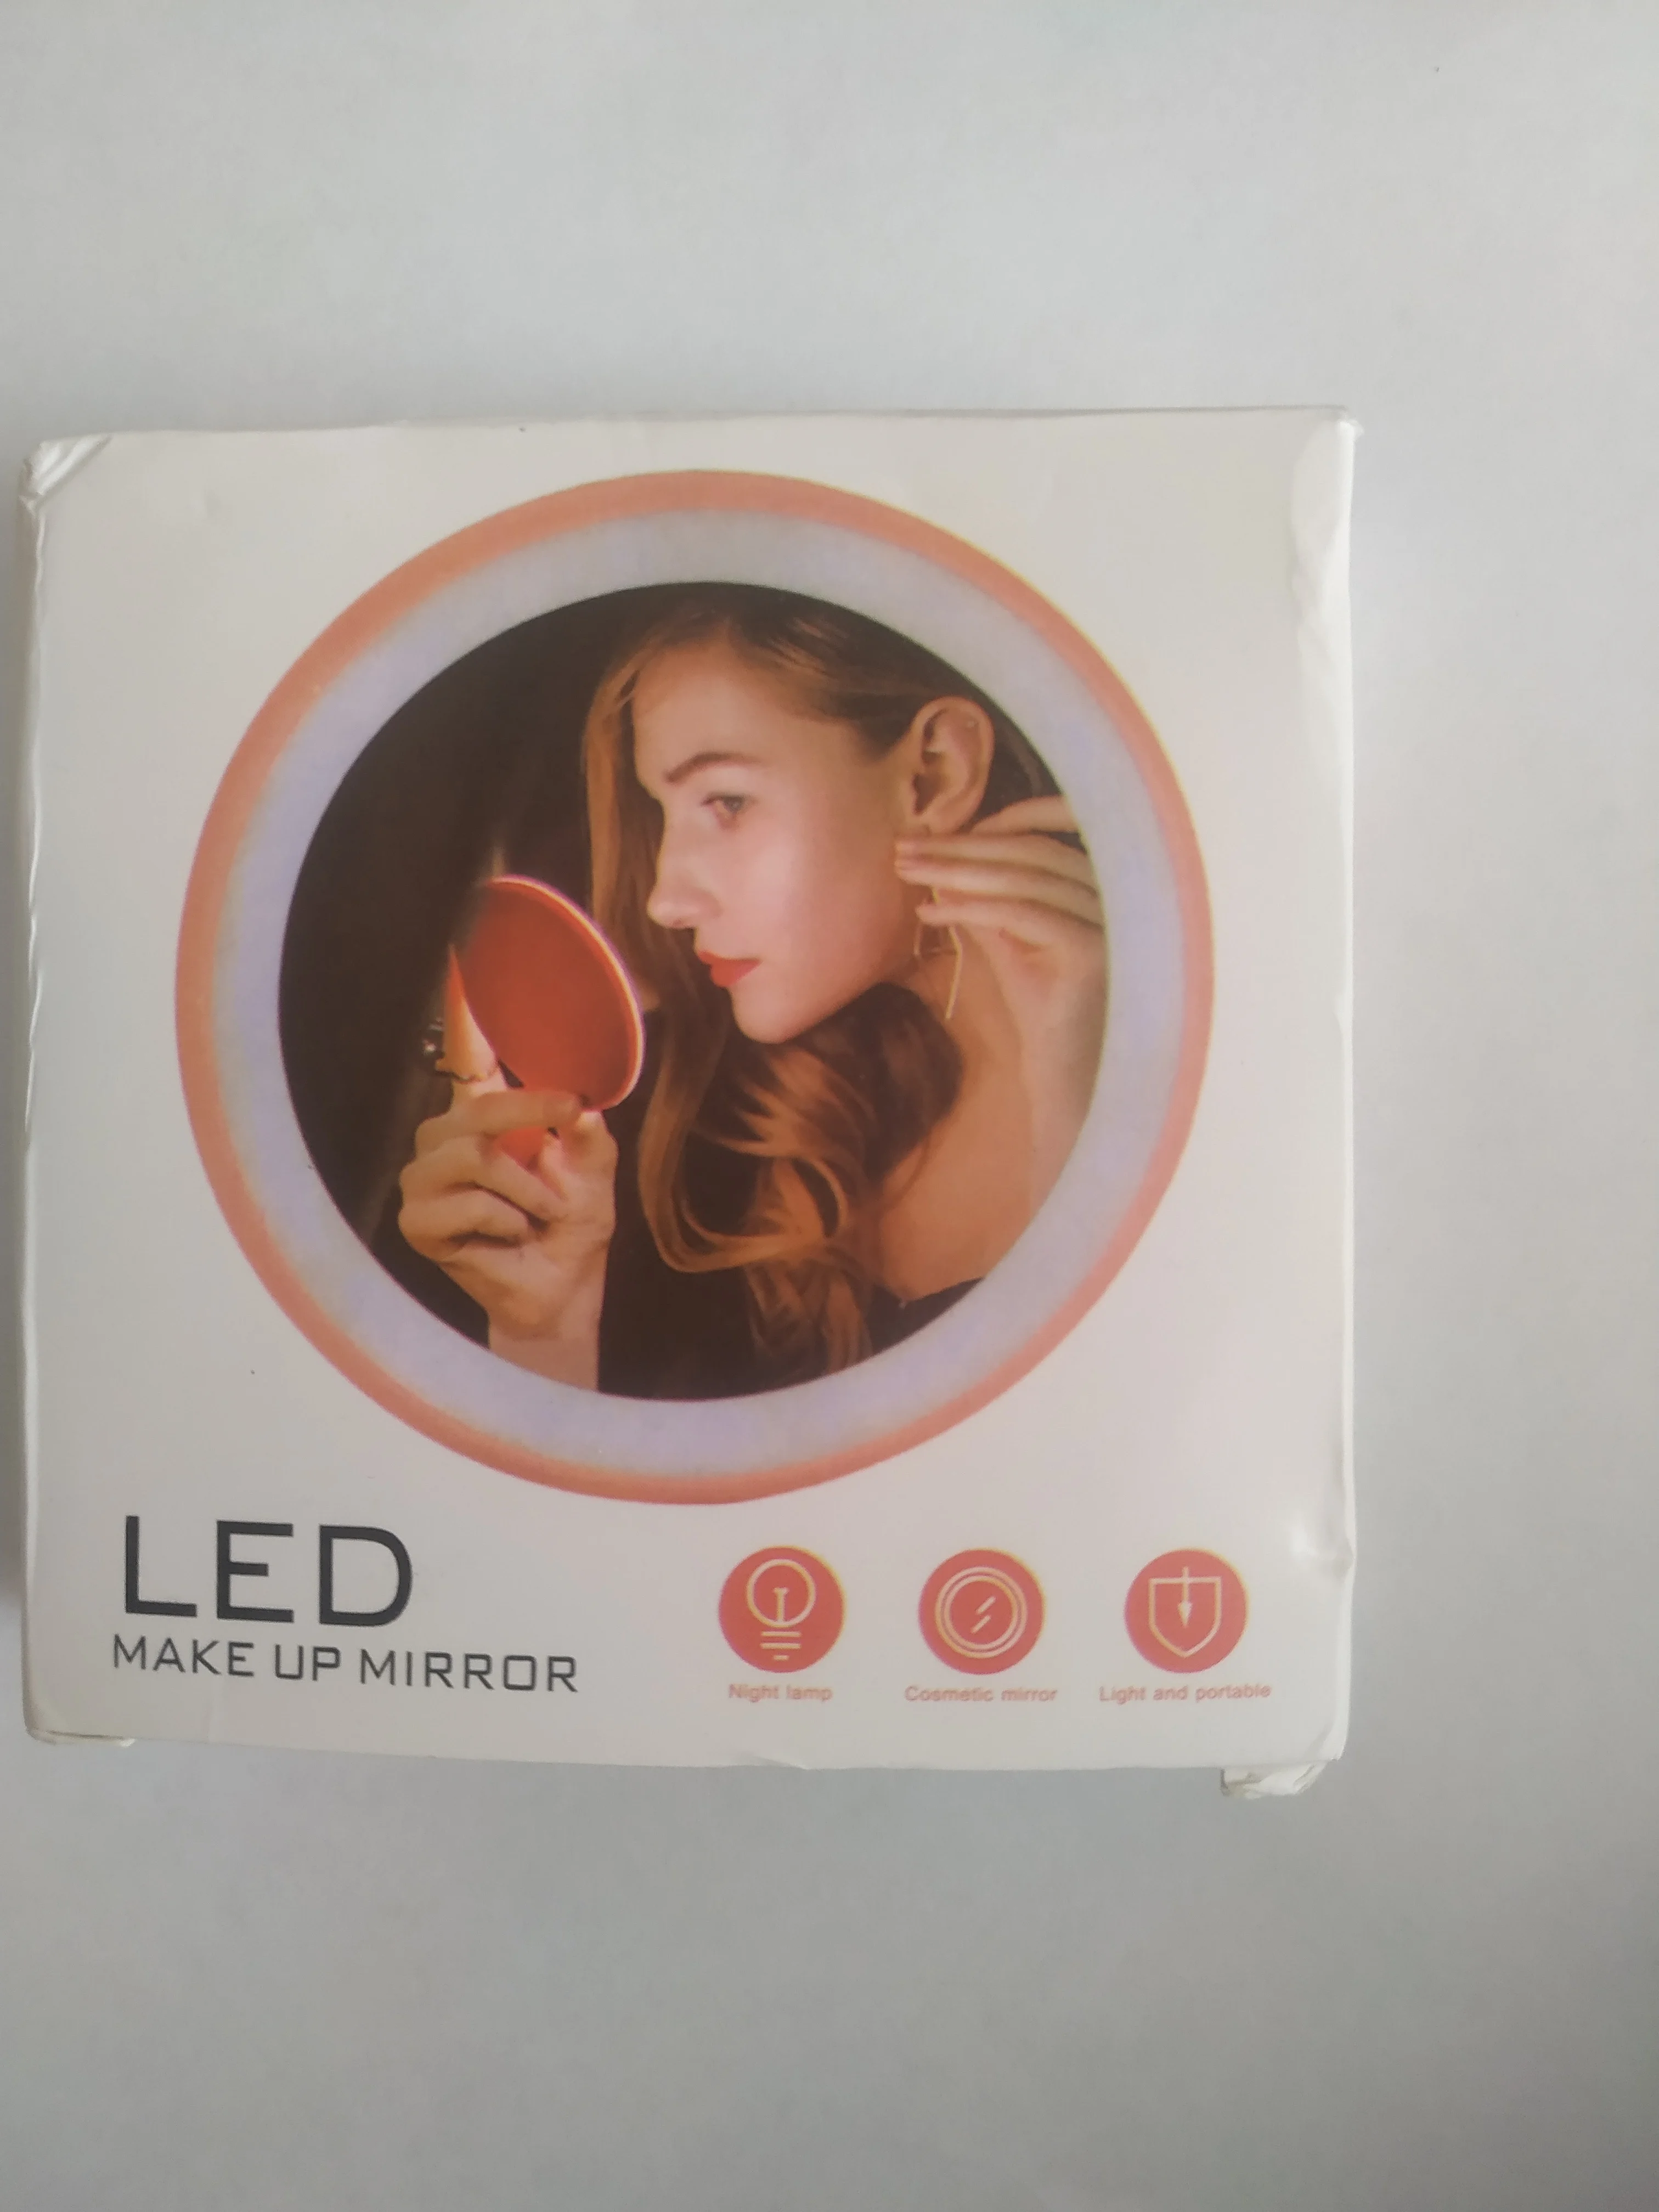 LED
MAKE UP MIRROR
Night lamp
Cosmetic mirror
Light and portable